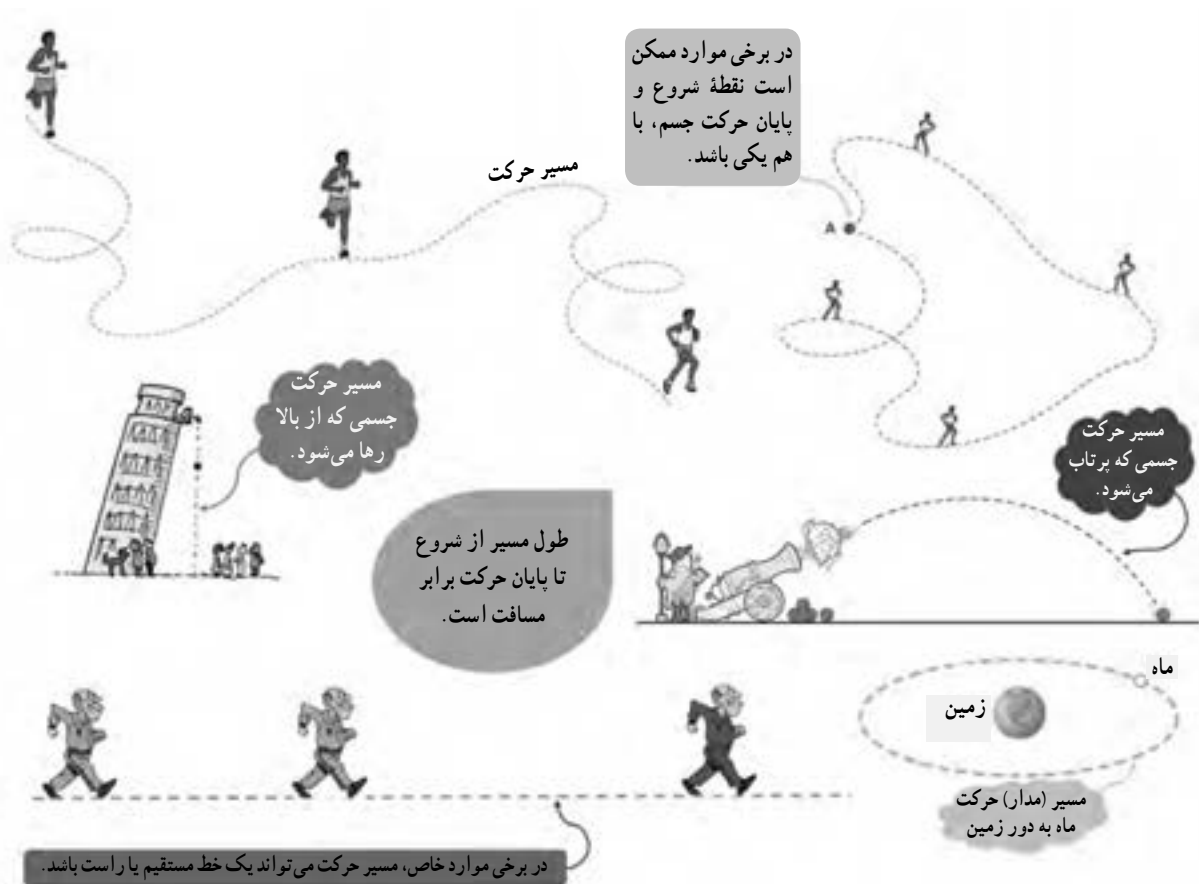 در برخی موارد ممکن
است نقطهٔ شروع و
پایان حرکت جسم، با
هم یکی باشد.
مسیر حرکت
A
مسیر حرکت
جسمی که از بالا
رها می‌شود.
مسیر حرکت
جسمی که پرتاب
می‌شود.
طول مسیر از شروع
تا پایان حرکت برابر
مسافت است.
ماه
زمین
مسیر (مدار) حرکت
ماه به دور زمین
در برخی موارد خاص، مسیر حرکت می‌تواند یک خط مستقیم یا راست باشد.